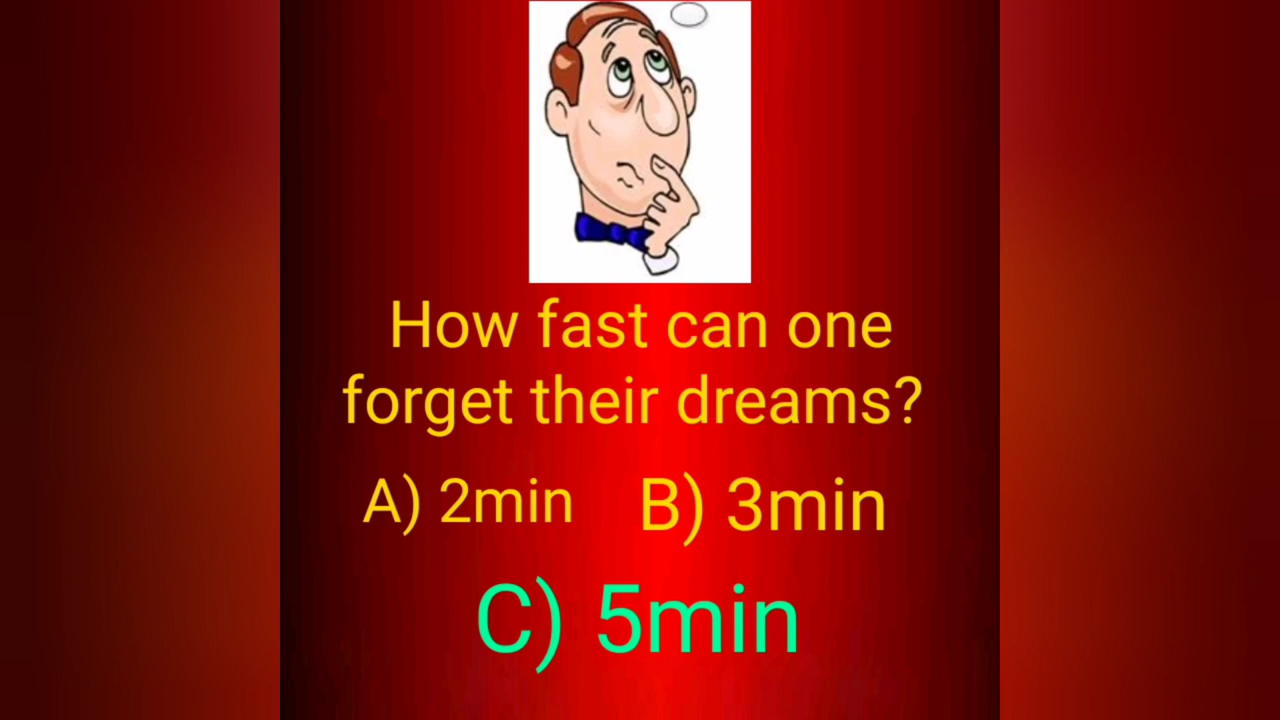 How fast can one
forget their dreams?
A) 2min B) 3min
C) 5min